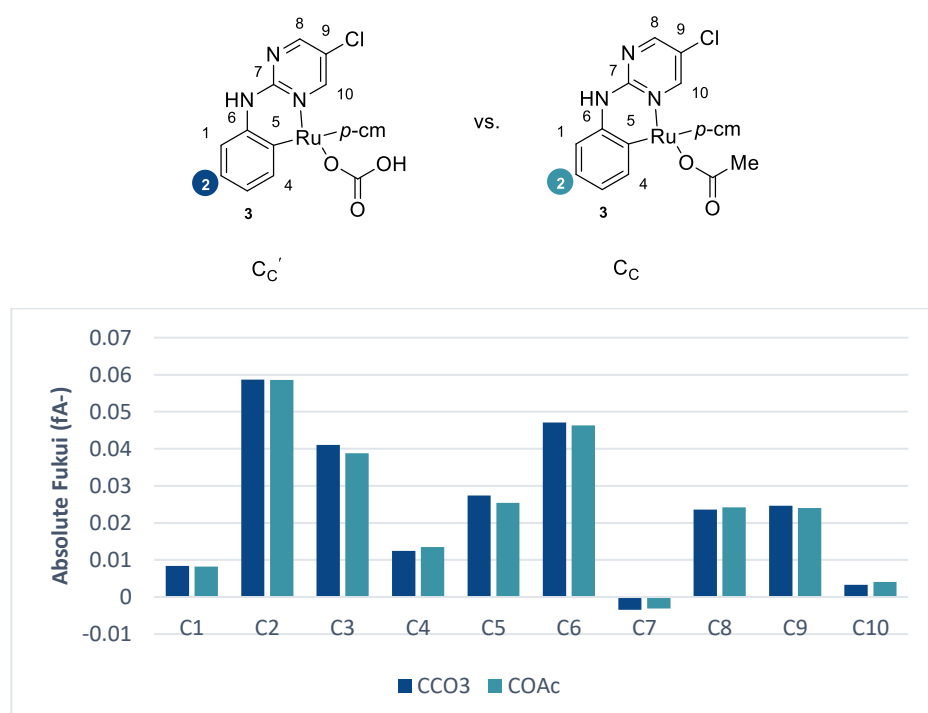 8
9
Cl
N
7
N
10
HN
6
5
Ru
p-cm
1
O
OH
2
4
O
3
C_C′
vs.
8
9
Cl
N
7
N
10
HN
6
5
Ru
p-cm
1
O
Me
2
4
O
3
C_C
Absolute Fukui (fA-)
0.07
0.06
0.05
0.04
0.03
0.02
0.01
0
-0.01
C1 C2 C3 C4 C5 C6 C7 C8 C9 C10
CCO3 COAc